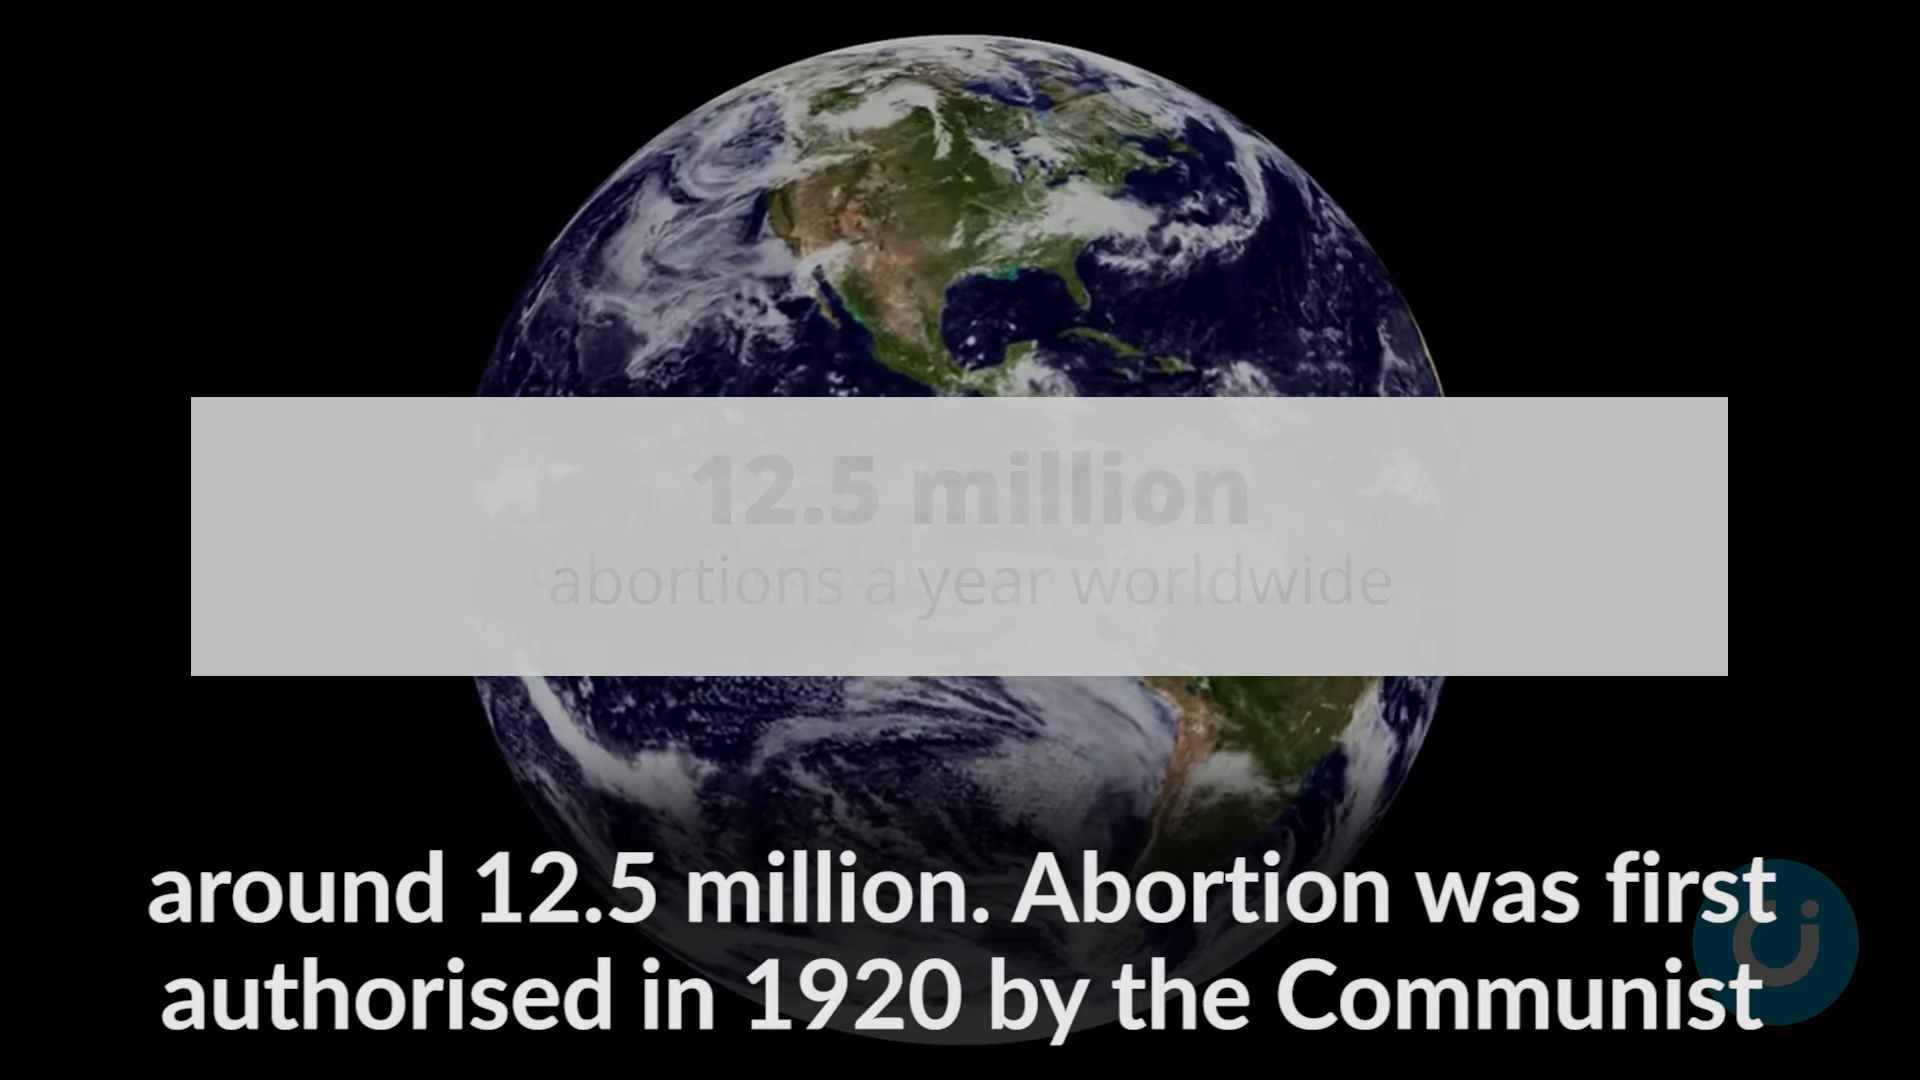 12.5 million
abortions a year worldwide
around 12.5 million. Abortion was first
authorised in 1920 by the Communist